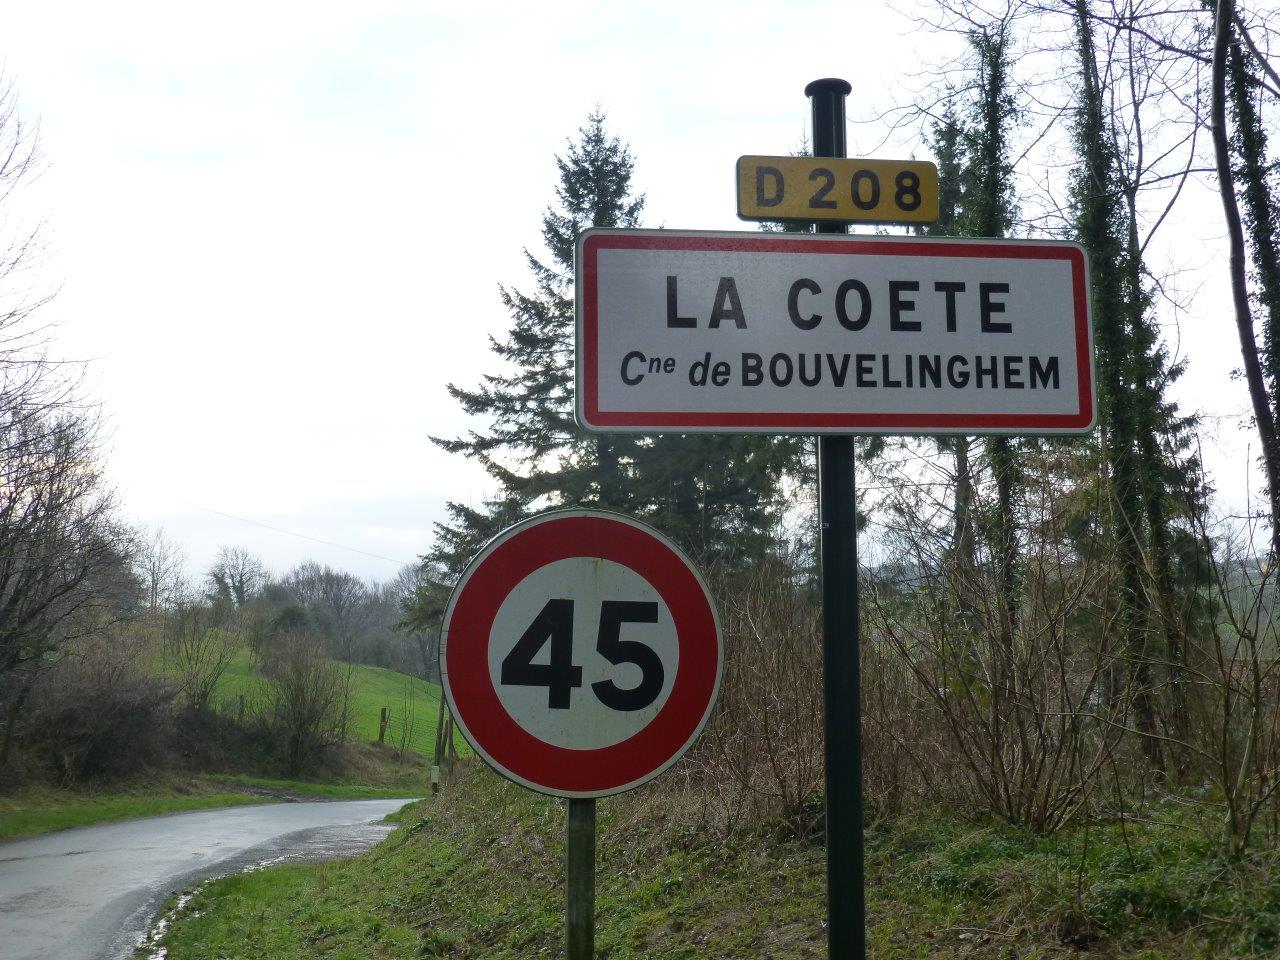 D 208
LA COETE
Cne de BOUVELINGHEM
45